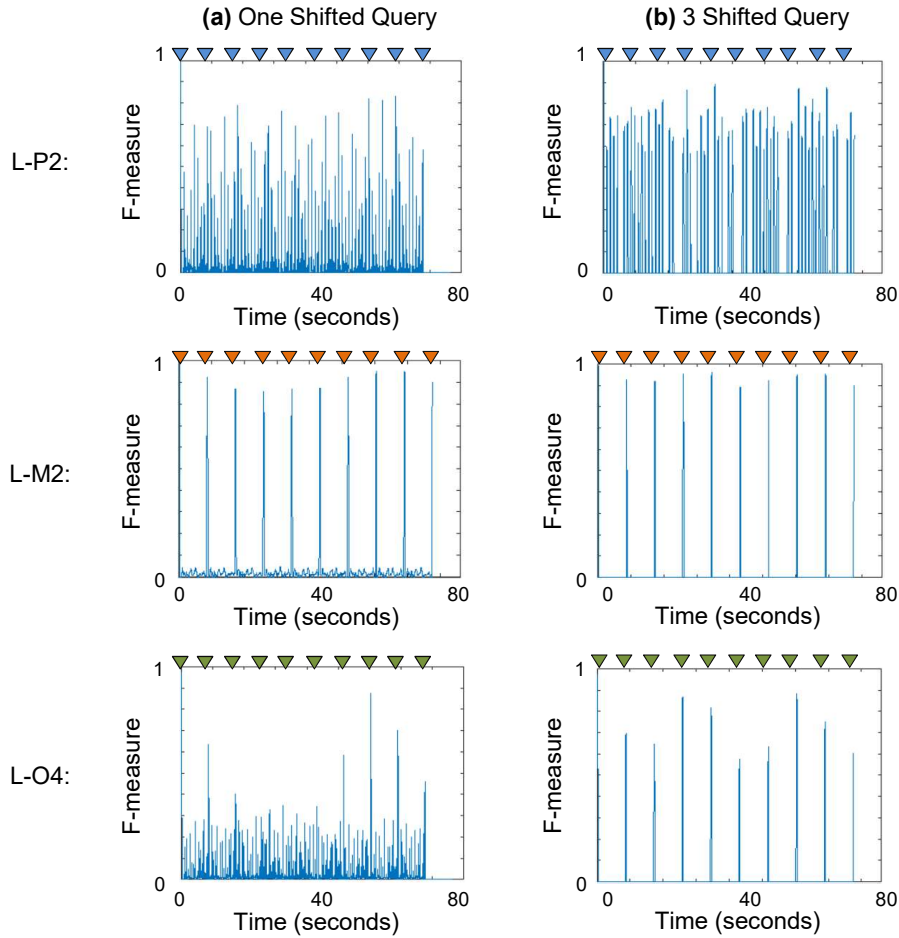 (a) One Shifted Query
(b) 3 Shifted Query
L-P2:
1
F-measure
0
0 40 80
Time (seconds)
1
F-measure
0
0 40 80
Time (seconds)
L-M2:
1
F-measure
0
0 40 80
Time (seconds)
1
F-measure
0
0 40 80
Time (seconds)
L-O4:
1
F-measure
0
0 40 80
Time (seconds)
1
F-measure
0
0 40 80
Time (seconds)